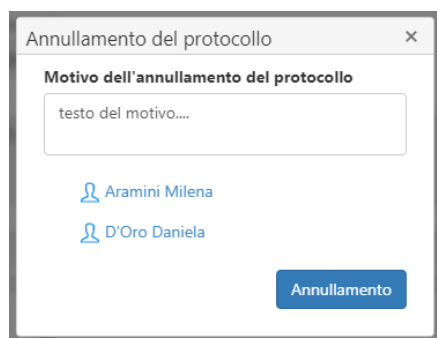 Annullamento del protocollo ×
Motivo dell'annullamento del protocollo
testo del motivo....
Aramini Milena
D'Oro Daniela
Annullamento